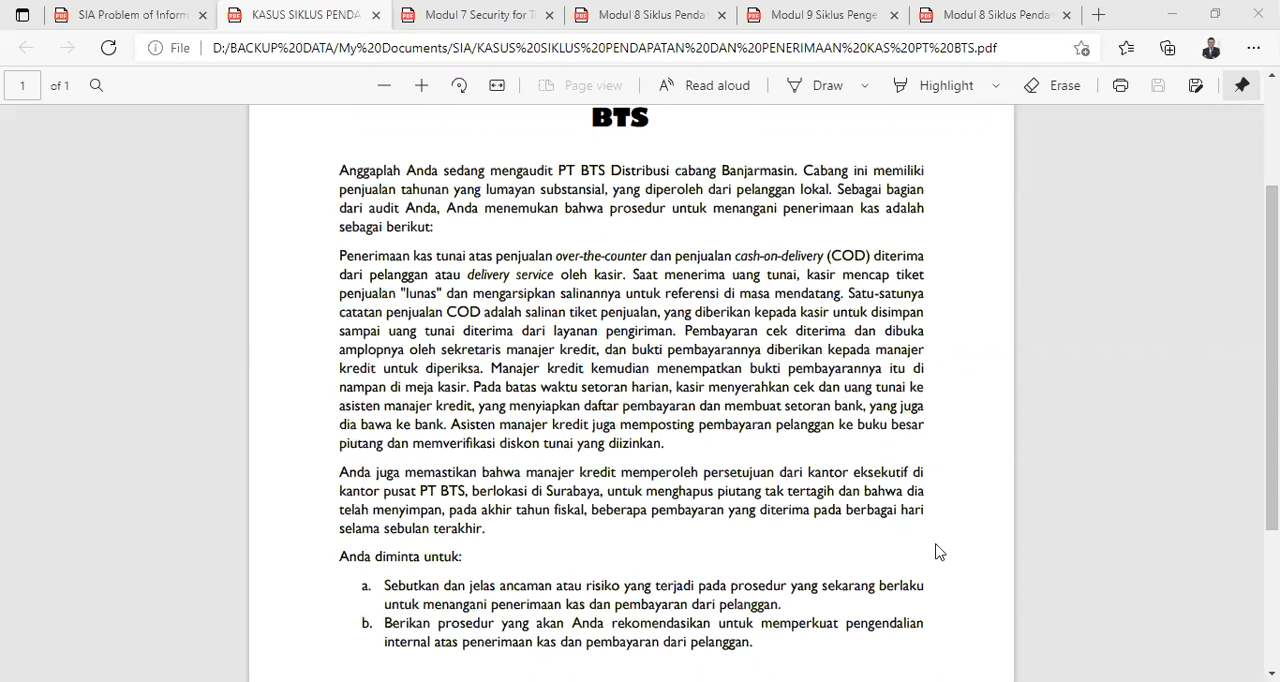 SIA Problem of Inform
KASUS SIKLUS PENDA
Modul 7 Security for T
Modul 8 Siklus Penda
Modul 9 Siklus Penge
Modul 8 Siklus Penda
File
D:/BACKUP%20DATA/My%20Documents/SIA/KASUS%20SIKLUS%20PENDAPATAN%20DAN%20PENERIMAAN%20KAS%20PT%20BTS.pdf
1 of 1
Page view
Read aloud
Draw
Highlight
Erase
BTS
Anggaplah Anda sedang mengaudit PT BTS Distribusi cabang Banjarmasin. Cabang ini memiliki
penjualan tahunan yang lumayan substansial, yang diperoleh dari pelanggan lokal. Sebagai bagian
dari audit Anda, Anda menemukan bahwa prosedur untuk menangani penerimaan kas adalah
sebagai berikut:
Penerimaan kas tunai atas penjualan over-the-counter dan penjualan cash-on-delivery (COD) diterima
dari pelanggan atau delivery service oleh kasir. Saat menerima uang tunai, kasir mencap tiket
penjualan "lunas" dan mengarsipkan salinannya untuk referensi di masa mendatang. Satu-satunya
catatan penjualan COD adalah salinan tiket penjualan, yang diberikan kepada kasir untuk disimpan
sampai uang tunai diterima dari layanan pengiriman. Pembayaran cek diterima dan dibuka
amplopnya oleh sekretaris manajer kredit, dan bukti pembayarannya diberikan kepada manajer
kredit untuk diperiksa. Manajer kredit kemudian menempatkan bukti pembayarannya itu di
nampan di meja kasir. Pada batas waktu setoran harian, kasir menyerahkan cek dan uang tunai ke
asisten manajer kredit, yang menyiapkan daftar pembayaran dan membuat setoran bank, yang juga
dia bawa ke bank. Asisten manajer kredit juga memposting pembayaran pelanggan ke buku besar
piutang dan memverifikasi diskon tunai yang diizinkan.
Anda juga memastikan bahwa manajer kredit memperoleh persetujuan dari kantor eksekutif di
kantor pusat PT BTS, berlokasi di Surabaya, untuk menghapus piutang tak tertagih dan bahwa dia
telah menyimpan, pada akhir tahun fiskal, beberapa pembayaran yang diterima pada berbagai hari
selama sebulan terakhir.
Anda diminta untuk:
a. Sebutkan dan jelas ancaman atau risiko yang terjadi pada prosedur yang sekarang berlaku
untuk menangani penerimaan kas dan pembayaran dari pelanggan.
b. Berikan prosedur yang akan Anda rekomendasikan untuk memperkuat pengendalian
internal atas penerimaan kas dan pembayaran dari pelanggan.